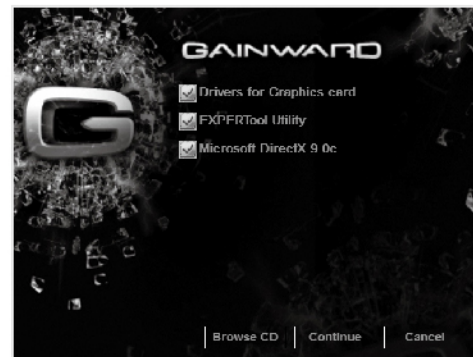 GAINWARD
Drivers for Graphics card
EXPERTool Utility
Microsoft DirectX 9.0c
Browse CD
Continue
Cancel